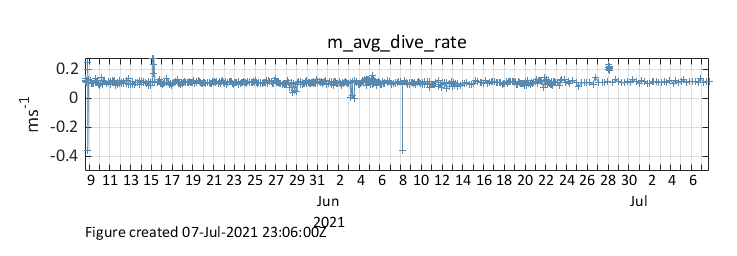 m_avg_dive_rate
0.2
0
-0.2
-0.4
ms-1
9 11 13 15 17 19 21 23 25 27 29 31 2 4 6 8 10 12 14 16 18 20 22 24 26 28 30 2 4 6
Jun Jul
2021
Figure created 07-Jul-2021 23:06:00Z